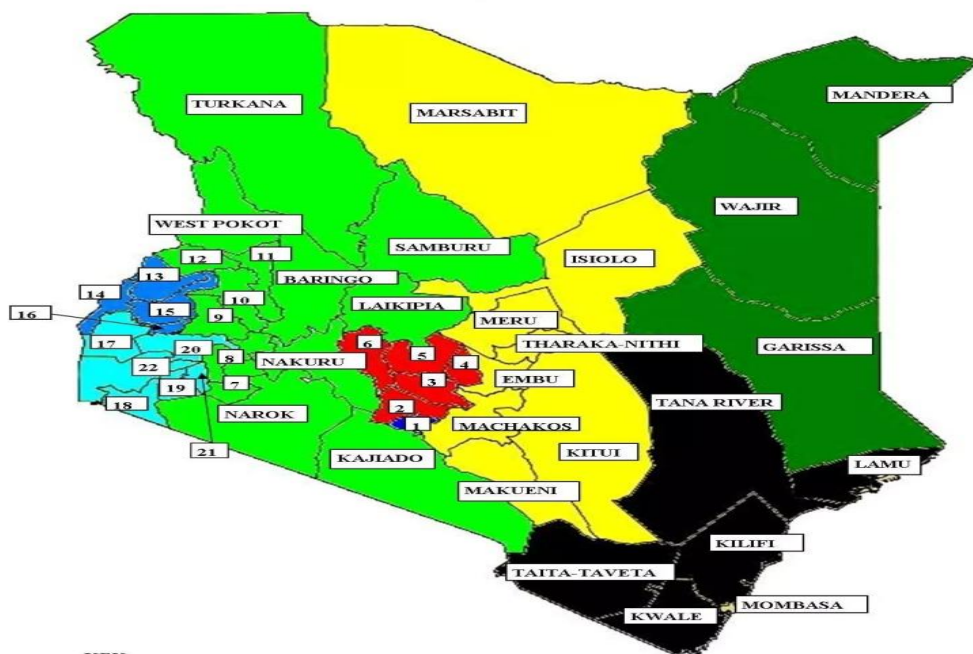 TURKANA
MARSABIT
MANDERA
WAJIR
WEST POKOT
SAMBURU
ISIOLO
12
11
13
BARINGO
14
10
LAIKIPIA
MERU
16
15
9
THARAKA-NITHI
GARISSA
17
20
8
NAKURU
6
5
4
22
EMBU
3
19
7
TANA RIVER
18
NAROK
2
1
MACHAKOS
21
KAJIADO
KITUI
LAMU
MAKUENI
KILIFI
TAITA-TAVETA
MOMBASA
KWALE